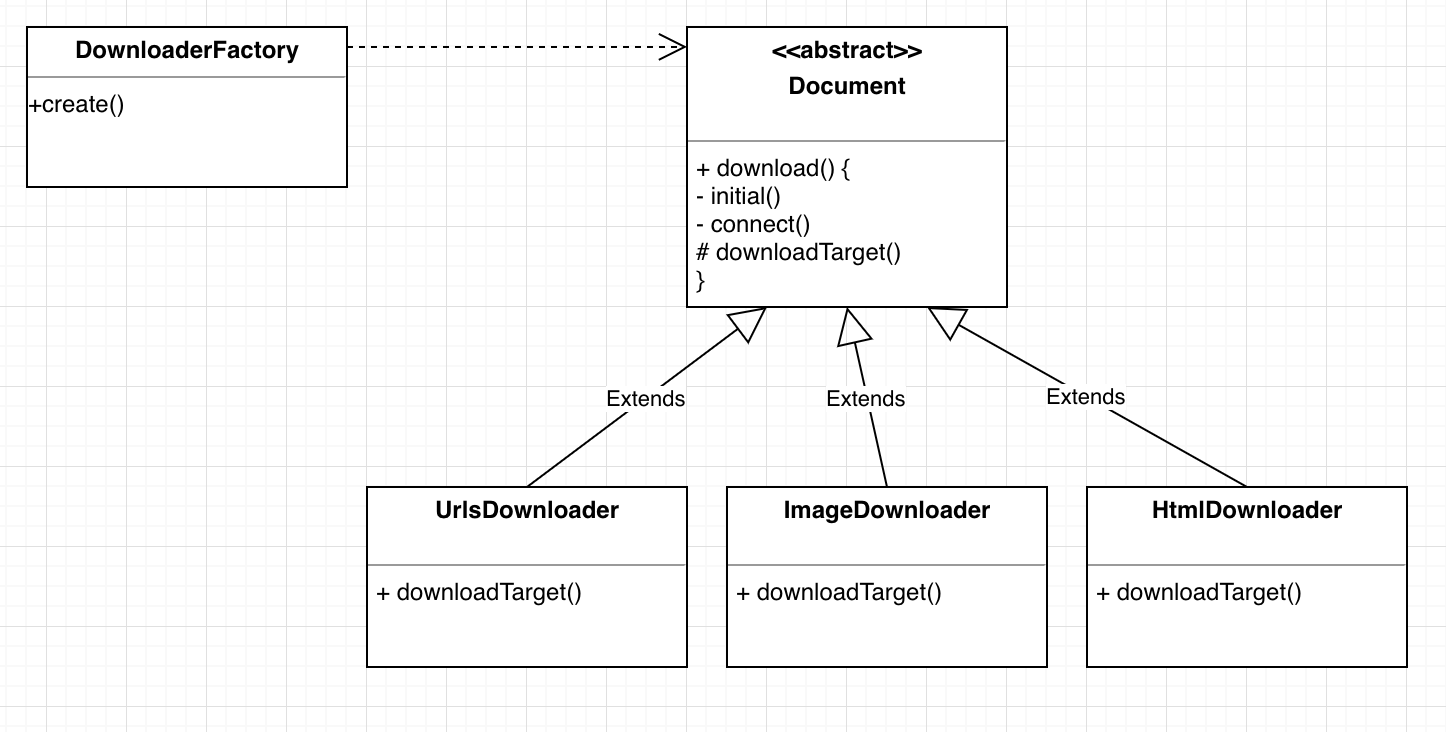 DownloaderFactory
+create()
<<abstract>>
Document
+ download() {
- initial()
- connect()
# downloadTarget()
}
Extends
Extends
Extends
UrlsDownloader
+ downloadTarget()
ImageDownloader
+ downloadTarget()
HtmlDownloader
+ downloadTarget()